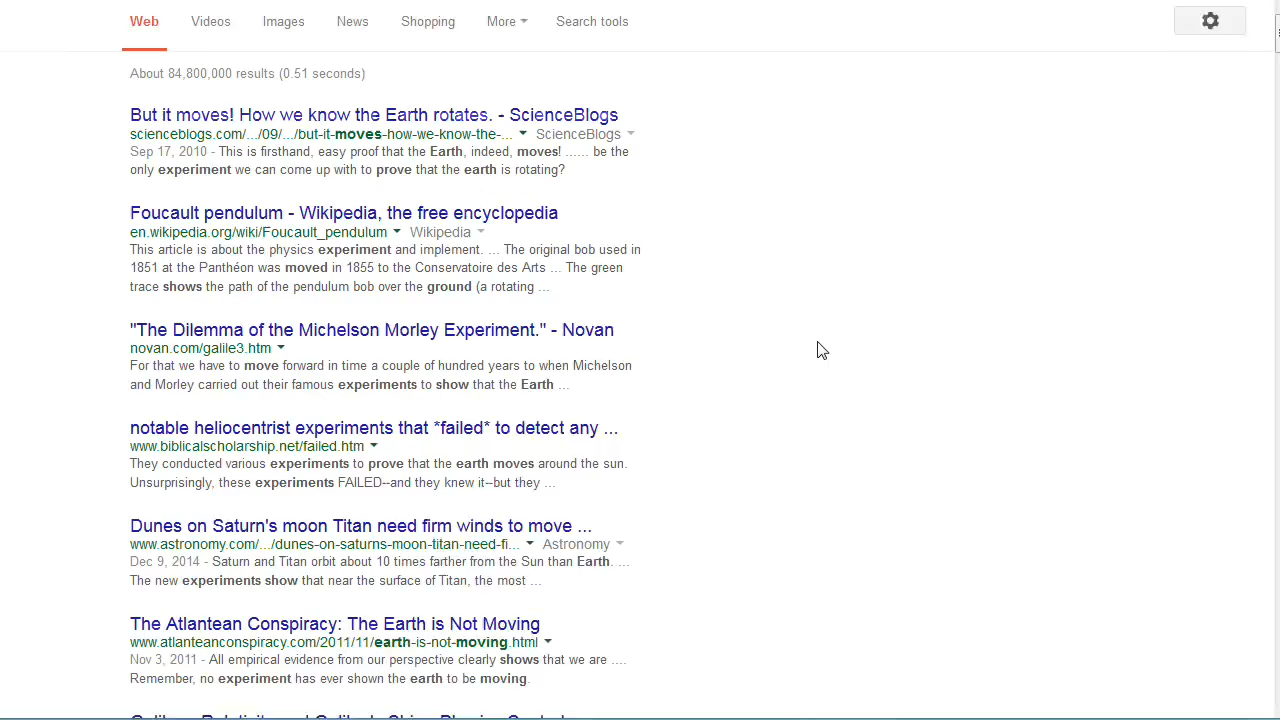 Web Videos Images News Shopping More Search tools
About 84,800,000 results (0.51 seconds)
But it moves! How we know the Earth rotates. - ScienceBlogs
scienceblogs.com/.../09/.../but-it-moves-how-we-know-the-... ScienceBlogs
Sep 17, 2010 - This is firsthand, easy proof that the Earth, indeed, moves! ...... be the
only experiment we can come up with to prove that the earth is rotating?
Foucault pendulum - Wikipedia, the free encyclopedia
en.wikipedia.org/wiki/Foucault_pendulum Wikipedia
This article is about the physics experiment and implement. ... The original bob used in
1851 at the Panthéon was moved in 1855 to the Conservatoire des Arts ... The green
trace shows the path of the pendulum bob over the ground (a rotating ...
"The Dilemma of the Michelson Morley Experiment." - Novan
novan.com/galile3.htm
For that we have to move forward in time a couple of hundred years to when Michelson
and Morley carried out their famous experiments to show that the Earth ...
notable heliocentrist experiments that *failed* to detect any ...
www.biblicalscholarship.net/failed.htm
They conducted various experiments to prove that the earth moves around the sun.
Unsurprisingly, these experiments FAILED--and they knew it--but they ...
Dunes on Saturn's moon Titan need firm winds to move ...
www.astronomy.com/.../dunes-on-saturns-moon-titan-need-fi... Astronomy
Dec 9, 2014 - Saturn and Titan orbit about 10 times farther from the Sun than Earth. ....
The new experiments show that near the surface of Titan, the most ...
The Atlantean Conspiracy: The Earth is Not Moving
www.atlanteanconspiracy.com/2011/11/earth-is-not-moving.html
Nov 3, 2011 - All empirical evidence from our perspective clearly shows that we are ....
Remember, no experiment has ever shown the earth to be moving.